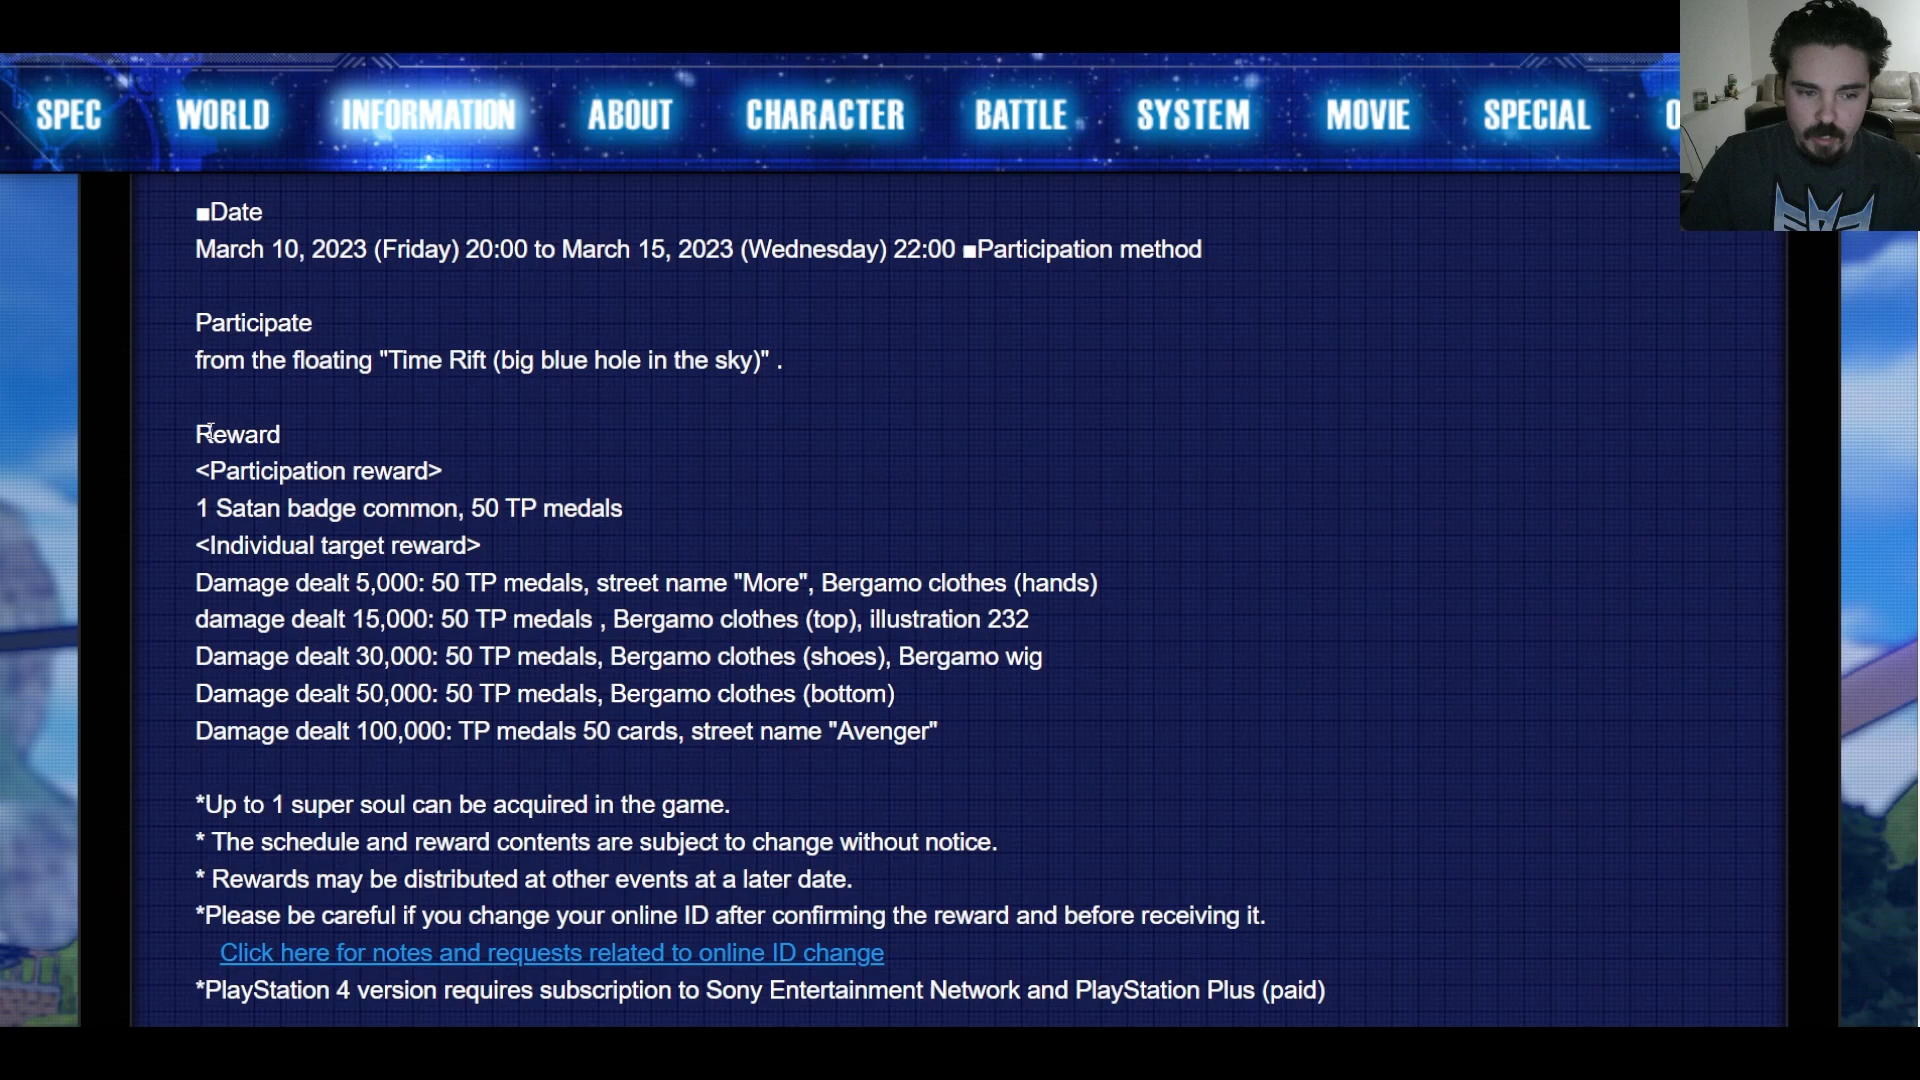 SPEC WORLD INFORMATION ABOUT CHARACTER BATTLE SYSTEM MOVIE SPECIAL
■Date
March 10, 2023 (Friday) 20:00 to March 15, 2023 (Wednesday) 22:00 ■Participation method
Participate
from the floating "Time Rift (big blue hole in the sky)" .
Reward
<Participation reward>
1 Satan badge common, 50 TP medals
<Individual target reward>
Damage dealt 5,000: 50 TP medals, street name "More", Bergamo clothes (hands)
damage dealt 15,000: 50 TP medals , Bergamo clothes (top), illustration 232
Damage dealt 30,000: 50 TP medals, Bergamo clothes (shoes), Bergamo wig
Damage dealt 50,000: 50 TP medals, Bergamo clothes (bottom)
Damage dealt 100,000: TP medals 50 cards, street name "Avenger"
*Up to 1 super soul can be acquired in the game.
* The schedule and reward contents are subject to change without notice.
* Rewards may be distributed at other events at a later date.
*Please be careful if you change your online ID after confirming the reward and before receiving it.
Click here for notes and requests related to online ID change
*PlayStation 4 version requires subscription to Sony Entertainment Network and PlayStation Plus (paid)